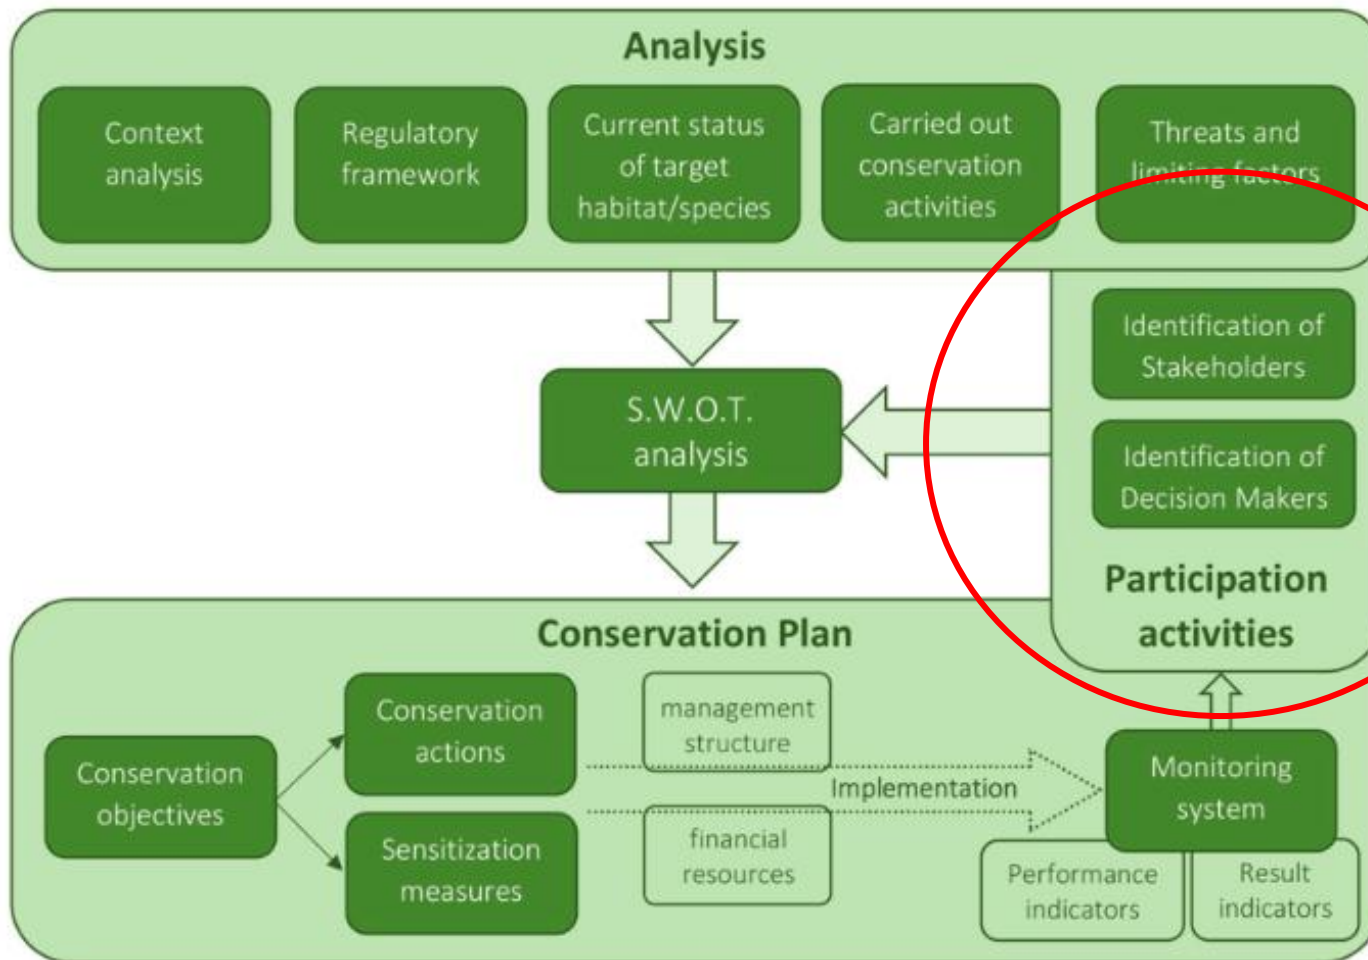 Analysis
Context
analysis
Regulatory
framework
Current status
of target
habitat/species
Carried out
conservation
activities
Threats and
limiting factors
Identification of
Stakeholders
S.W.O.T.
analysis
Identification of
Decision Makers
Participation
activities
Conservation Plan
Conservation
objectives
Conservation
actions
Sensitization
measures
management
structure
Implementation
financial
resources
Monitoring
system
Performance
indicators
Result
indicators